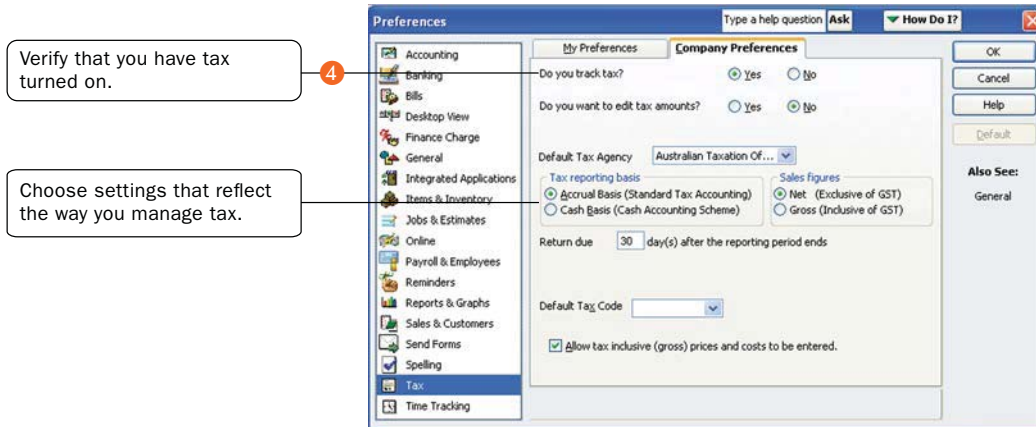 Preferences
Type a help question Ask
How Do I?
Verify that you have tax
turned on.
4
Choose settings that reflect
the way you manage tax.
Accounting
Banking
Bills
Desktop View
Finance Charge
General
Integrated Applications
Items & Inventory
Jobs & Estimates
Online
Payroll & Employees
Reminders
Reports & Graphs
Sales & Customers
Send Forms
Spelling
Tax
Time Tracking
My Preferences
Company Preferences
Do you track tax? Yes No
Do you want to edit tax amounts? Yes No
Default Tax Agency Australian Taxation Of...
Tax reporting basis
Accrual Basis (Standard Tax Accounting)
Cash Basis (Cash Accounting Scheme)
Sales figures
Net (Exclusive of GST)
Gross (Inclusive of GST)
Return due 30 day(s) after the reporting period ends
Default Tax Code
Allow tax inclusive (gross) prices and costs to be entered.
OK
Cancel
Help
Default
Also See:
General